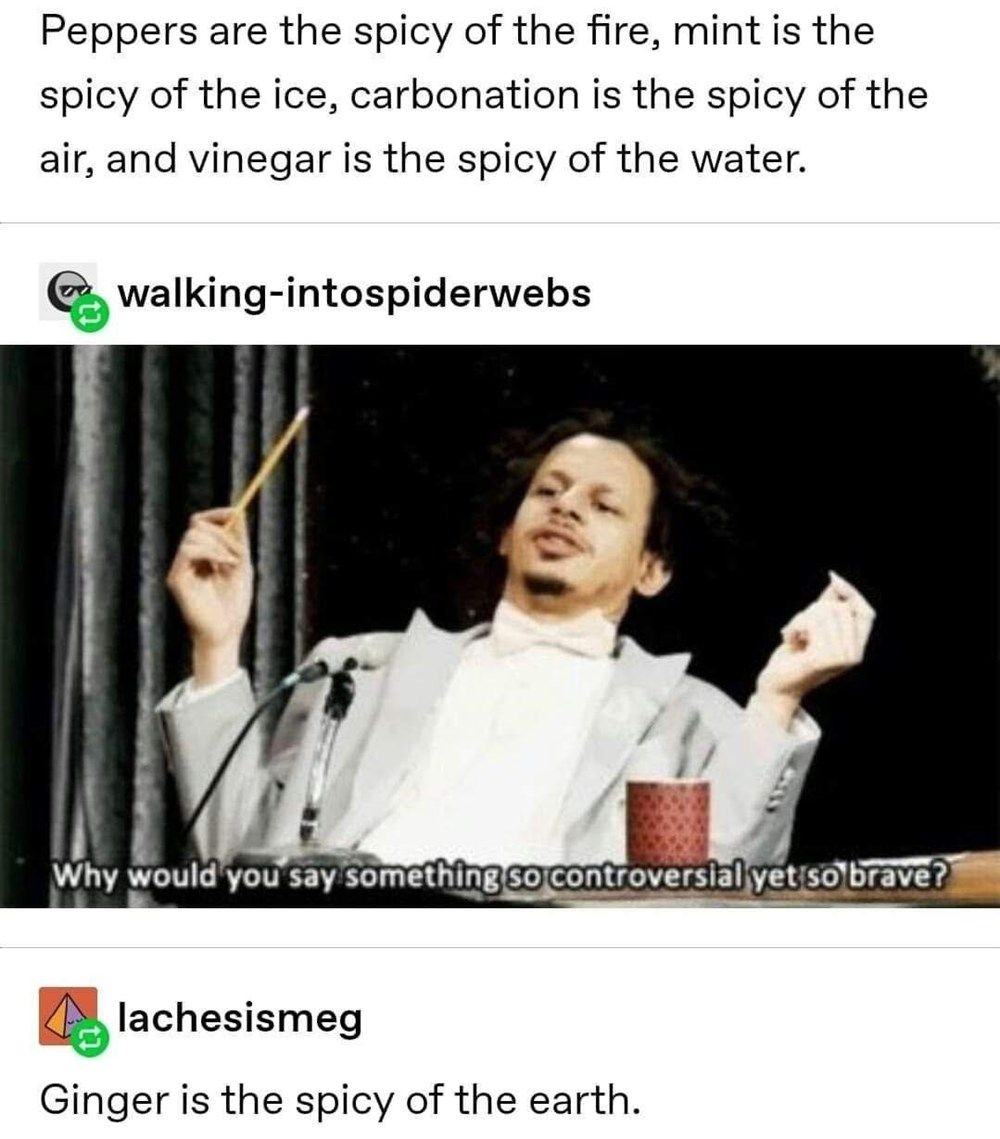 Peppers are the spicy of the fire, mint is the
spicy of the ice, carbonation is the spicy of the
air, and vinegar is the spicy of the water.
walking-intospiderwebs
Why would you say something so controversial yet so brave?
lachesismeg
Ginger is the spicy of the earth.